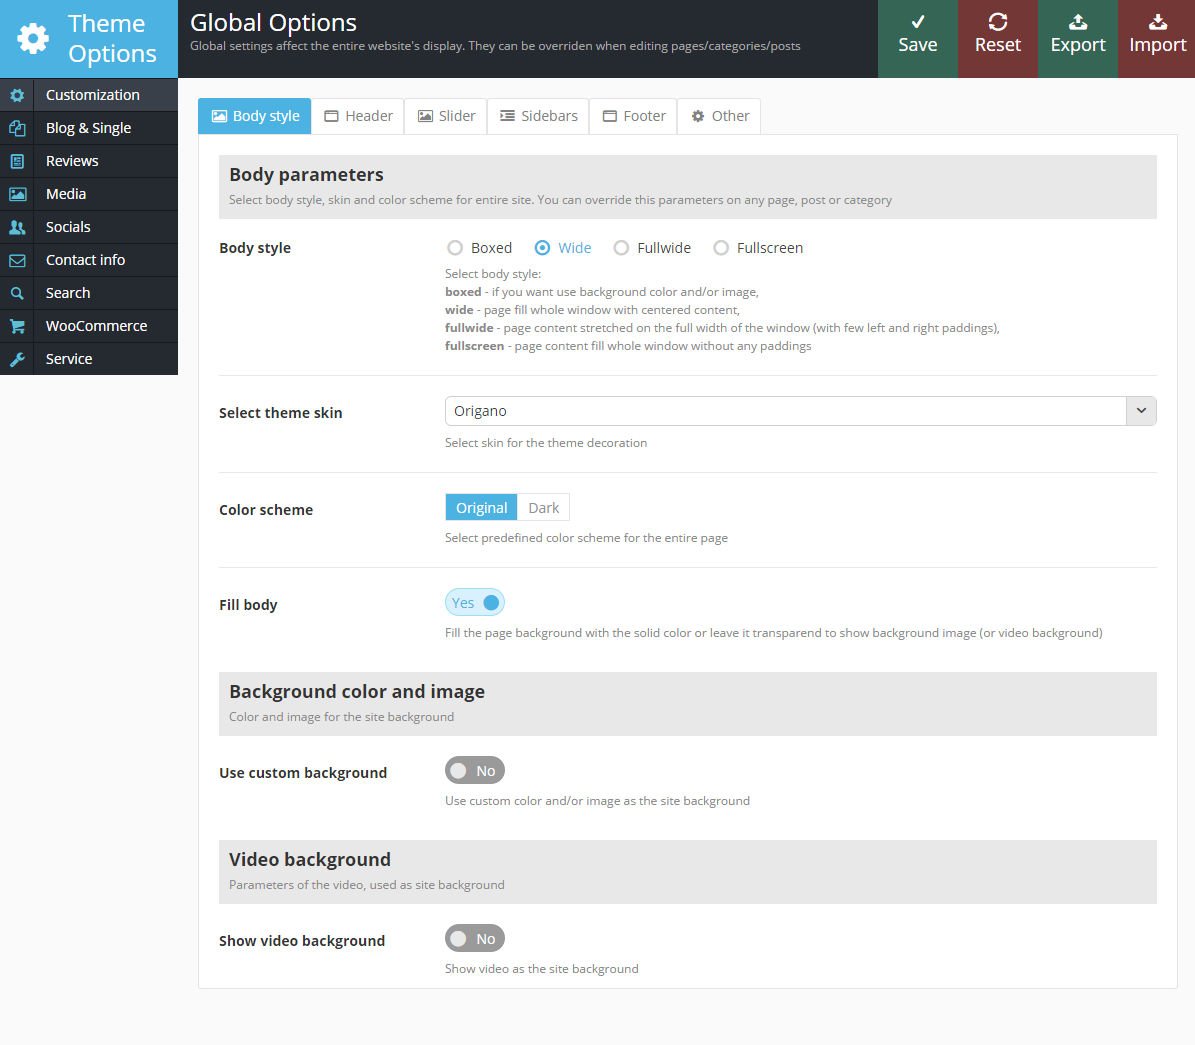 Theme
Options
Global Options
Global settings affect the entire website's display. They can be overriden when editing pages/categories/posts
Save
Reset
Export
Import
Customization
Blog & Single
Reviews
Media
Socials
Contact info
Search
WooCommerce
Service
Body style
Header
Slider
Sidebars
Footer
Other
Body parameters
Select body style, skin and color scheme for entire site. You can override this parameters on any page, post or category
Body style
Boxed
Wide
Fullwide
Fullscreen
Select body style:
boxed - if you want use background color and/or image,
wide - page fill whole window with centered content,
fullwide - page content stretched on the full width of the window (with few left and right paddings),
fullscreen - page content fill whole window without any paddings
Select theme skin
Origano
Select skin for the theme decoration
Color scheme
Original
Dark
Select predefined color scheme for the entire page
Fill body
Yes
Fill the page background with the solid color or leave it transparend to show background image (or video background)
Background color and image
Color and image for the site background
Use custom background
No
Use custom color and/or image as the site background
Video background
Parameters of the video, used as site background
Show video background
No
Show video as the site background